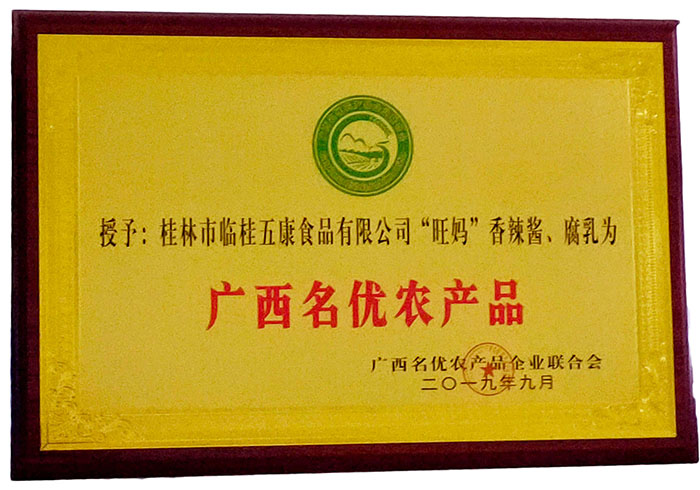 授予：桂林市临桂五康食品有限公司“旺妈”香辣酱、腐乳为
广西名优农产品
广西名优农产品企业联合会
二〇一九年九月